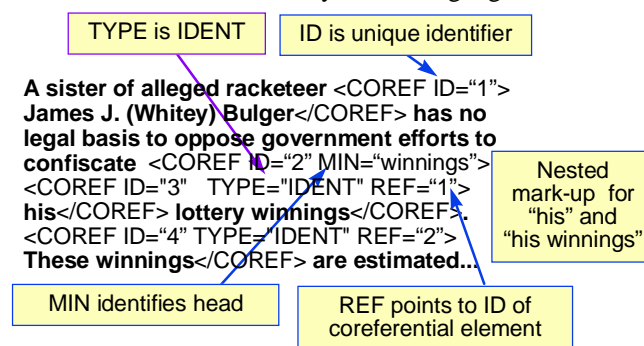 TYPE is IDENT
ID is unique identifier
A sister of alleged racketeer <COREF ID=“1”>
James J. (Whitey) Bulger</COREF> has no
legal basis to oppose government efforts to
confiscate <COREF ID=“2” MIN=“winnings”>
<COREF ID="3" TYPE="IDENT" REF=“1”>
his</COREF> lottery winnings</COREF>.
<COREF ID=“4” TYPE="IDENT" REF=“2”>
These winnings</COREF> are estimated...
Nested
mark-up for
“his” and
“his winnings”
MIN identifies head
REF points to ID of
coreferential element